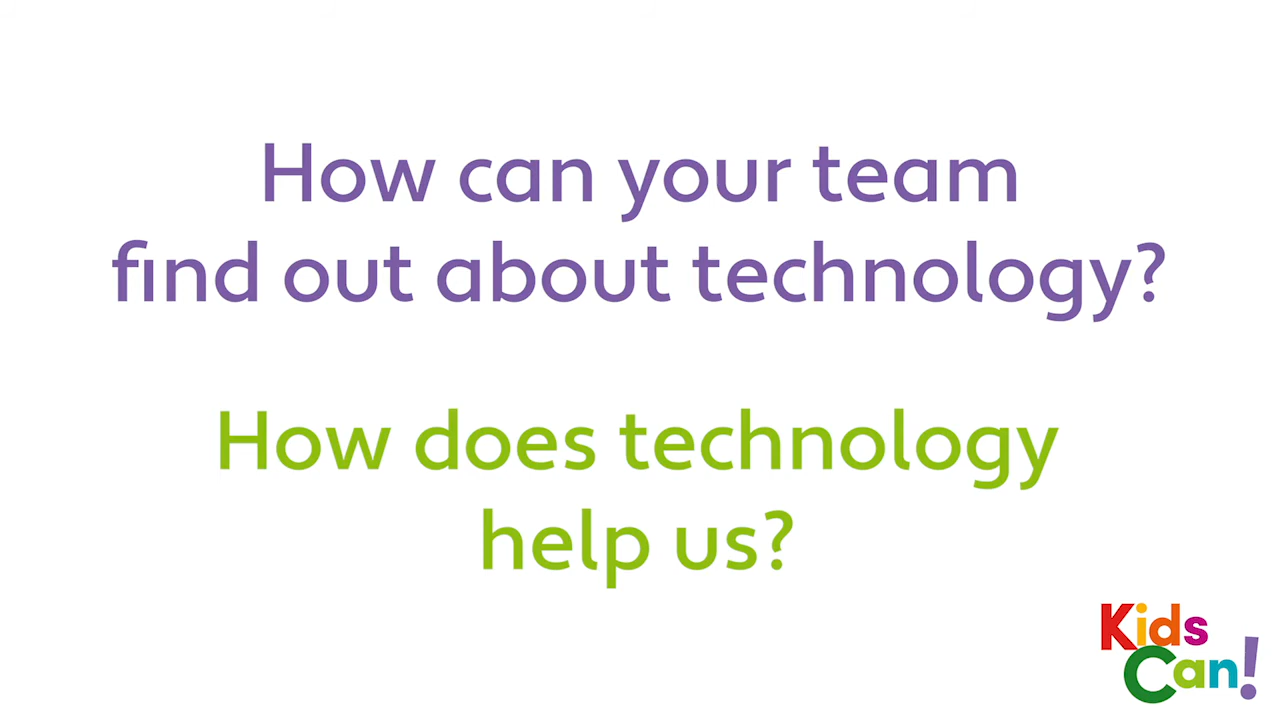 How can your team
find out about technology?
How does technology
help us?
Kids
Can!